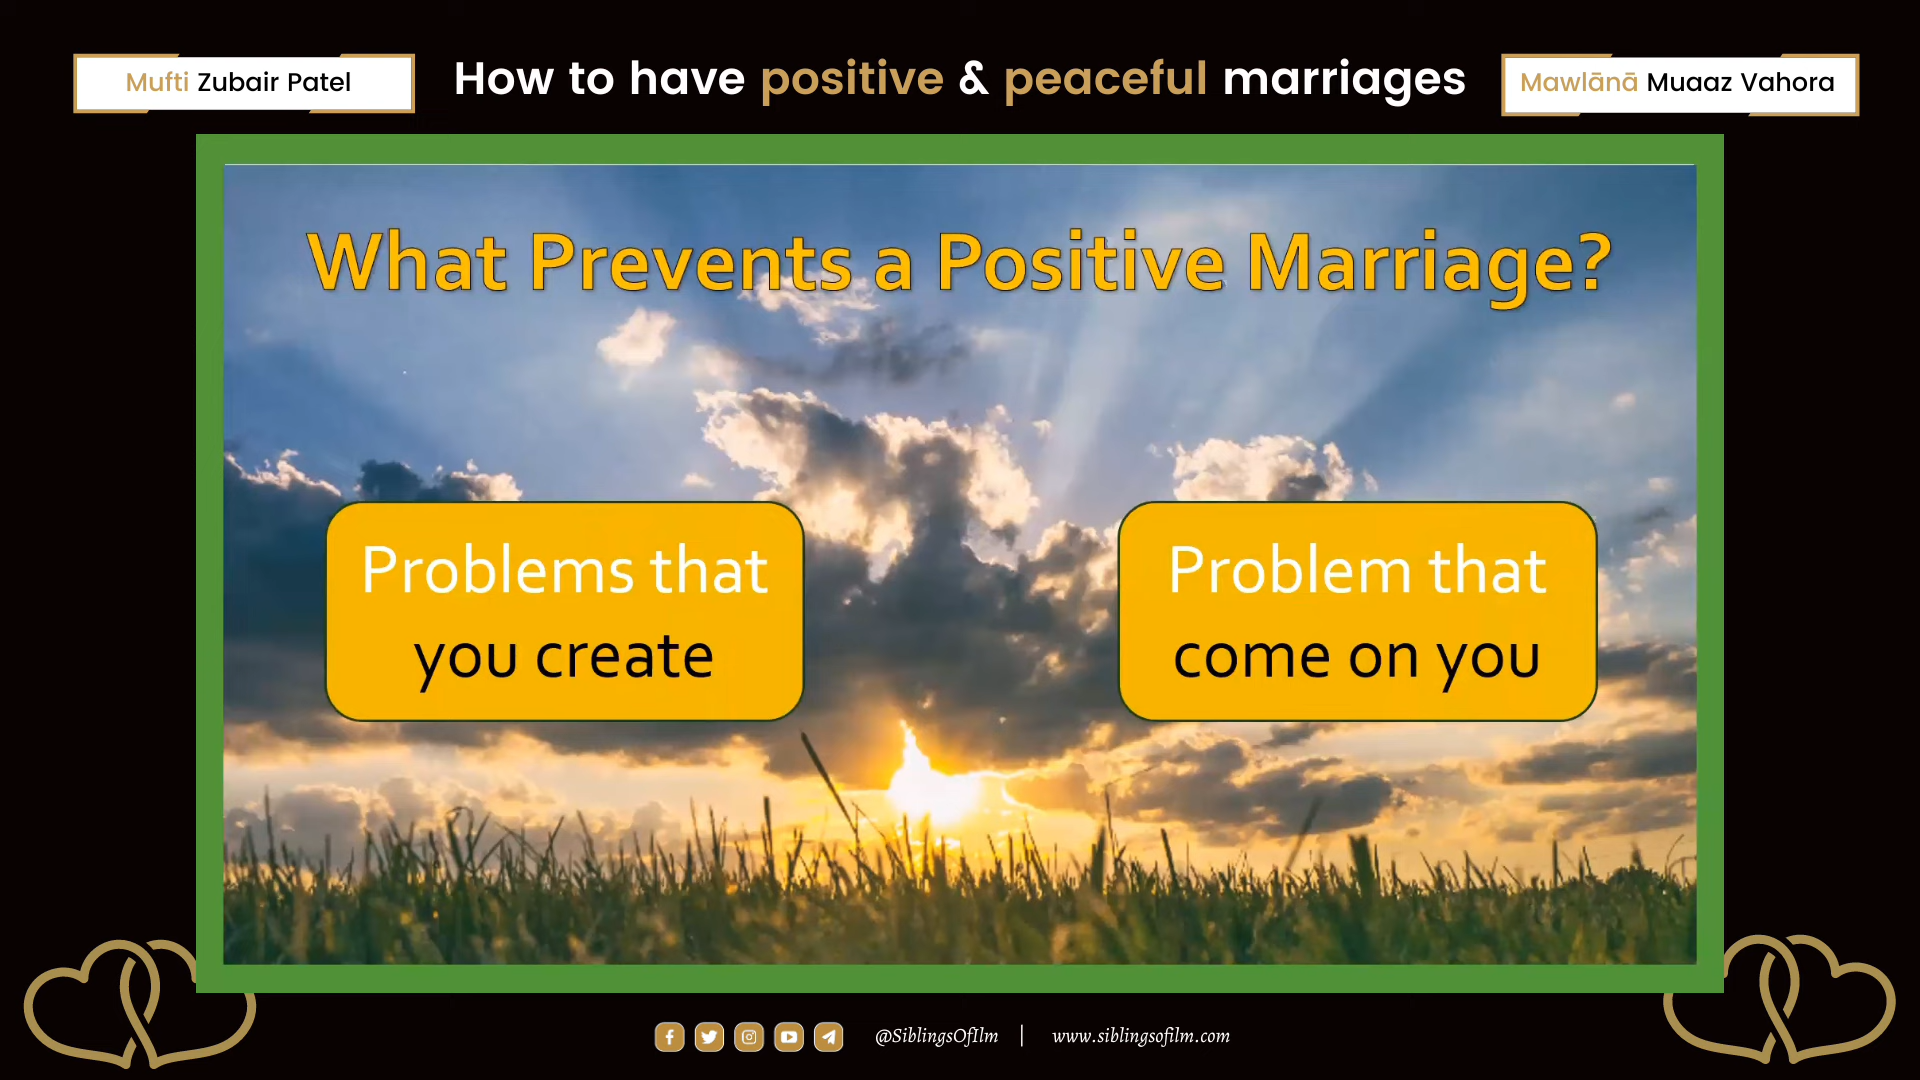 Mufti Zubair Patel
How to have positive & peaceful marriages
Mawlānā Muaaz Vahora
What Prevents a Positive Marriage?
Problems that
you create
Problem that
come on you
@SiblingsOfIlm | www.siblingsofilm.com